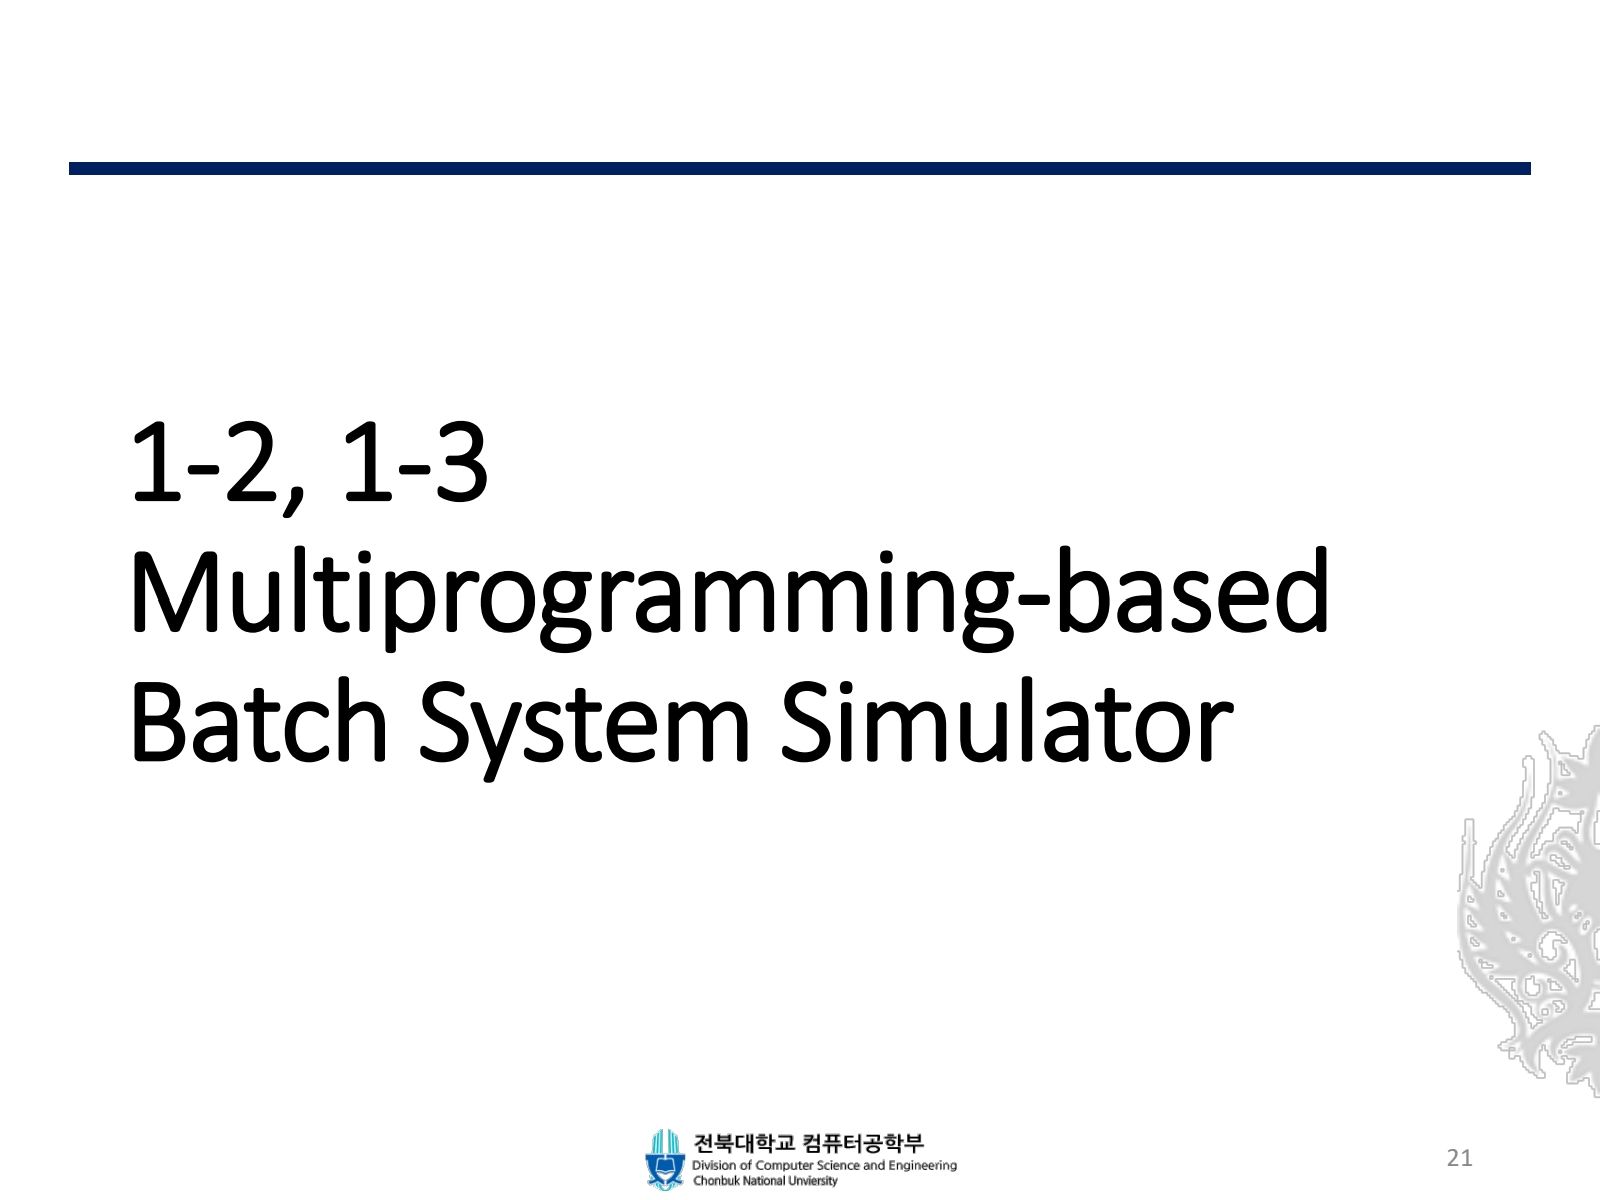 1-2, 1-3
Multiprogramming-based
Batch System Simulator
전북대학교 컴퓨터공학부
Division of Computer Science and Engineering
Chonbuk National Unviersity
21